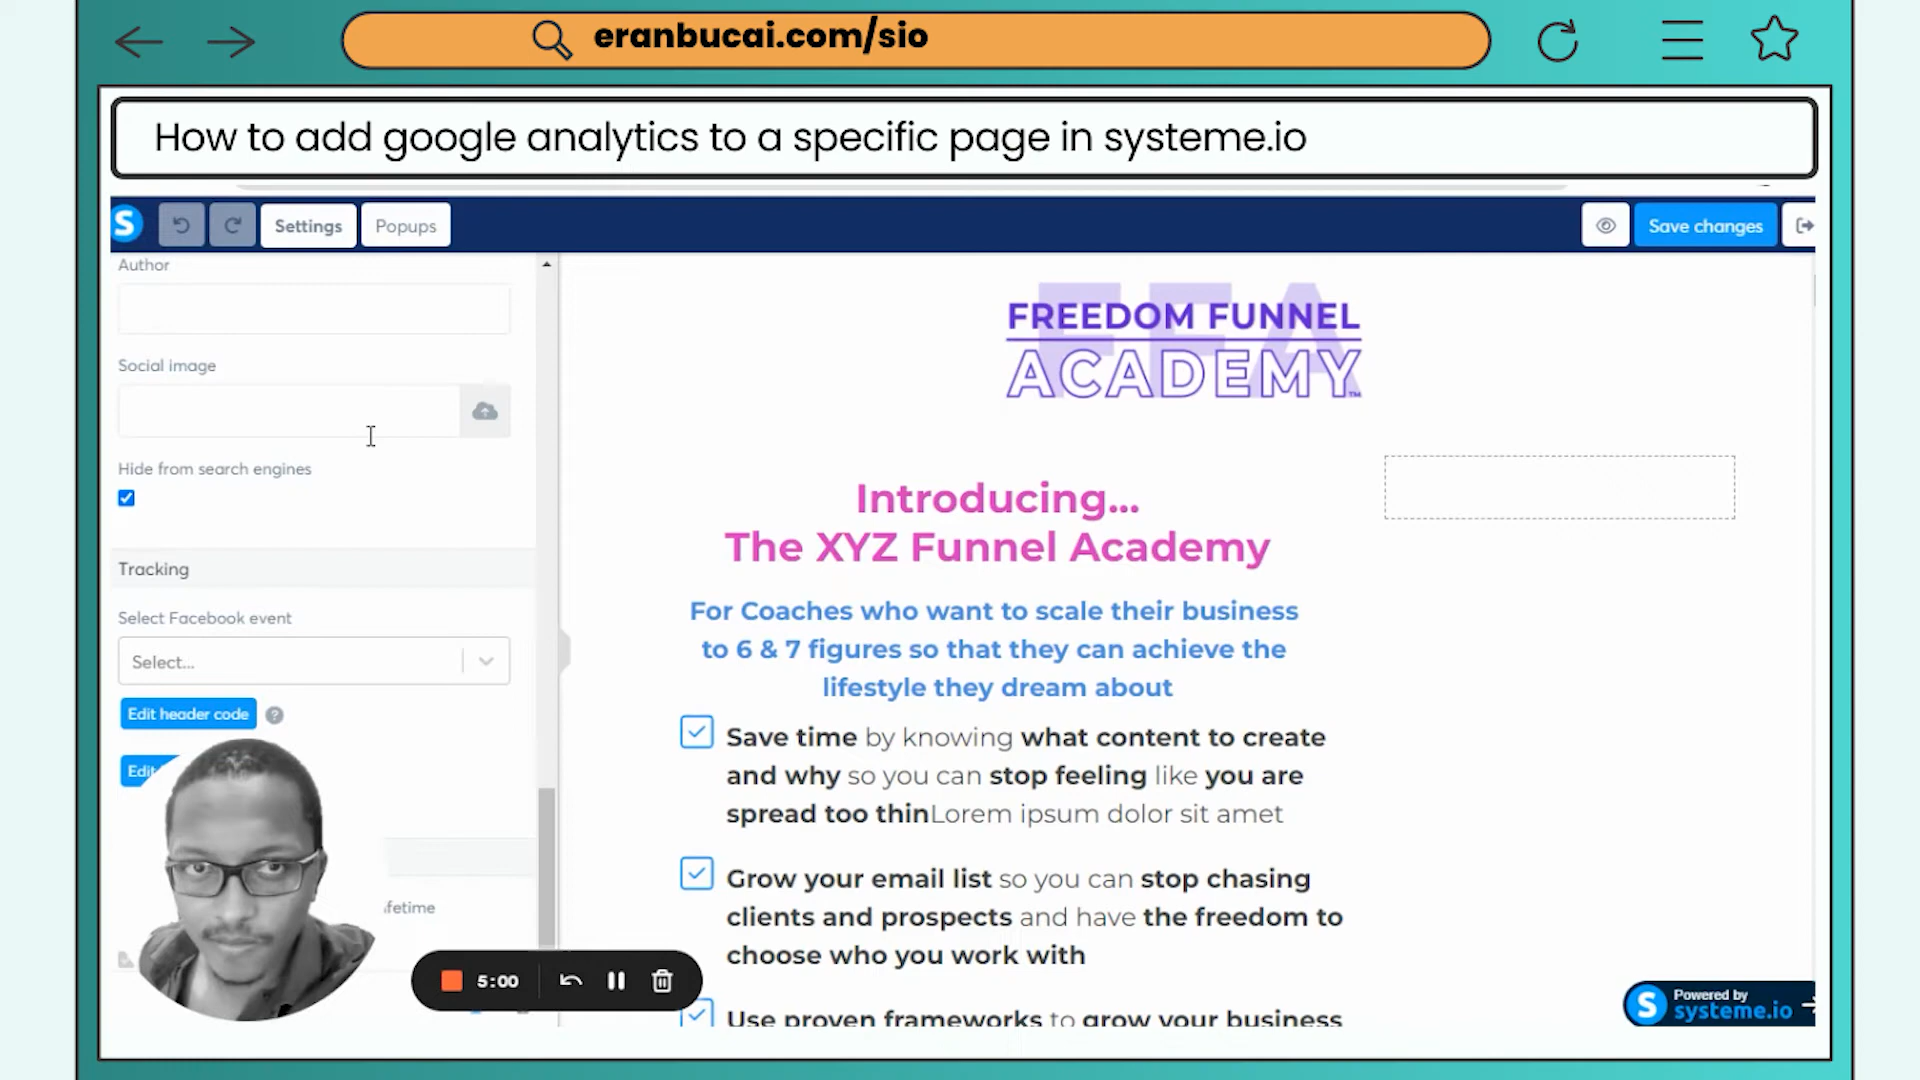 eranbucai.com/sio
How to add google analytics to a specific page in systeme.io
S
Settings
Popups
Save changes
Author
Social image
Hide from search engines
Tracking
Select Facebook event
Select...
Edit header code
?
Edit
fetime
5:00
FREEDOM FUNNEL
ACADEMY™
Introducing...
The XYZ Funnel Academy
For Coaches who want to scale their business
to 6 & 7 figures so that they can achieve the
lifestyle they dream about
Save time by knowing what content to create
and why so you can stop feeling like you are
spread too thinLorem ipsum dolor sit amet
Grow your email list so you can stop chasing
clients and prospects and have the freedom to
choose who you work with
Use proven frameworks to grow your business
S
Powered by
systeme.io